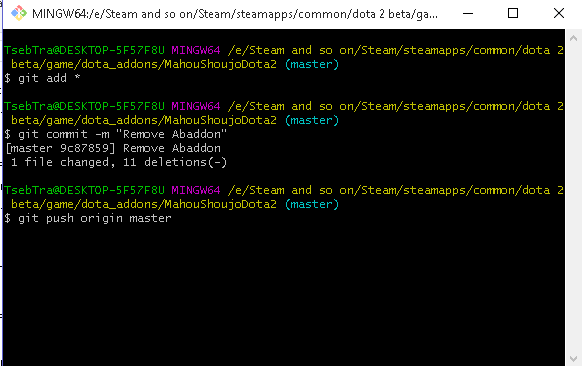 MINGW64:/e/Steam and so on/Steam/steamapps/common/dota 2 beta/ga...
TsebTra@DESKTOP-5F57F8U MINGW64 /e/Steam and so on/Steam/steamapps/common/dota 2
 beta/game/dota_addons/MahouShoujoDota2 (master)
$ git add *
TsebTra@DESKTOP-5F57F8U MINGW64 /e/Steam and so on/Steam/steamapps/common/dota 2
 beta/game/dota_addons/MahouShoujoDota2 (master)
$ git commit -m "Remove Abaddon"
[master 9c87859] Remove Abaddon
 1 file changed, 11 deletions(-)
TsebTra@DESKTOP-5F57F8U MINGW64 /e/Steam and so on/Steam/steamapps/common/dota 2
 beta/game/dota_addons/MahouShoujoDota2 (master)
$ git push origin master